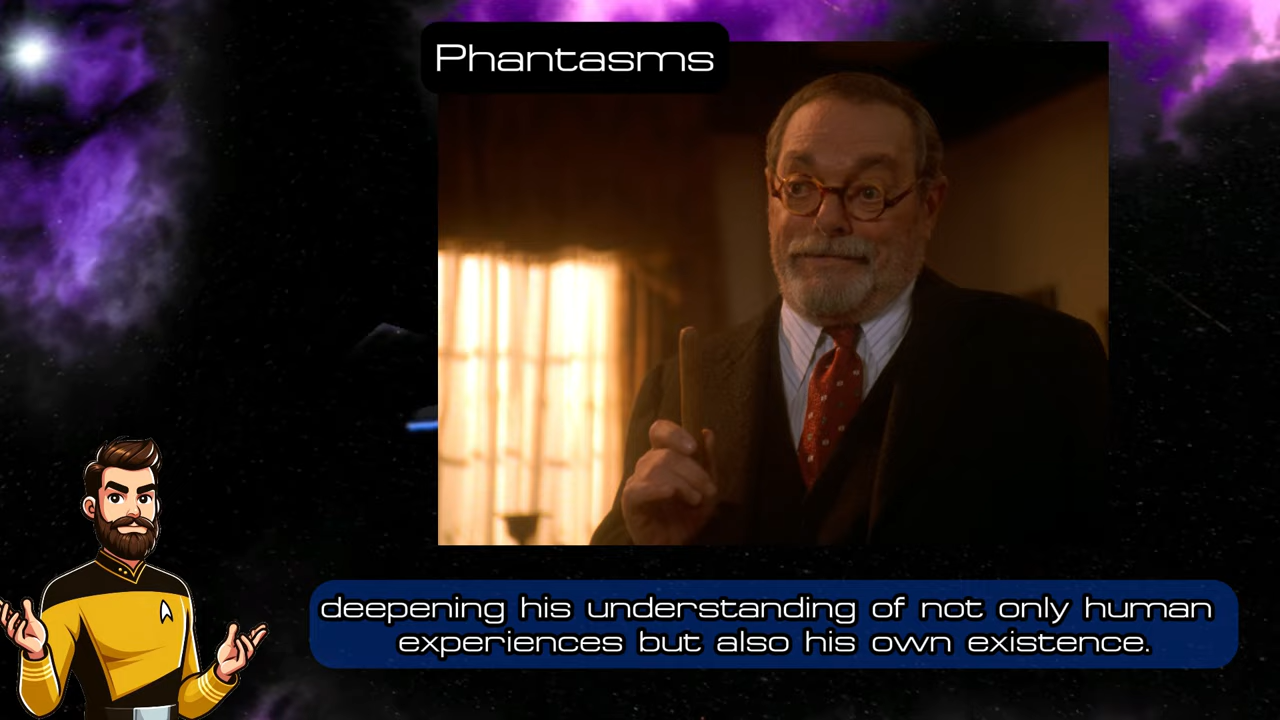 Phantasms
deepening his understanding of not only human
experiences but also his own existence.